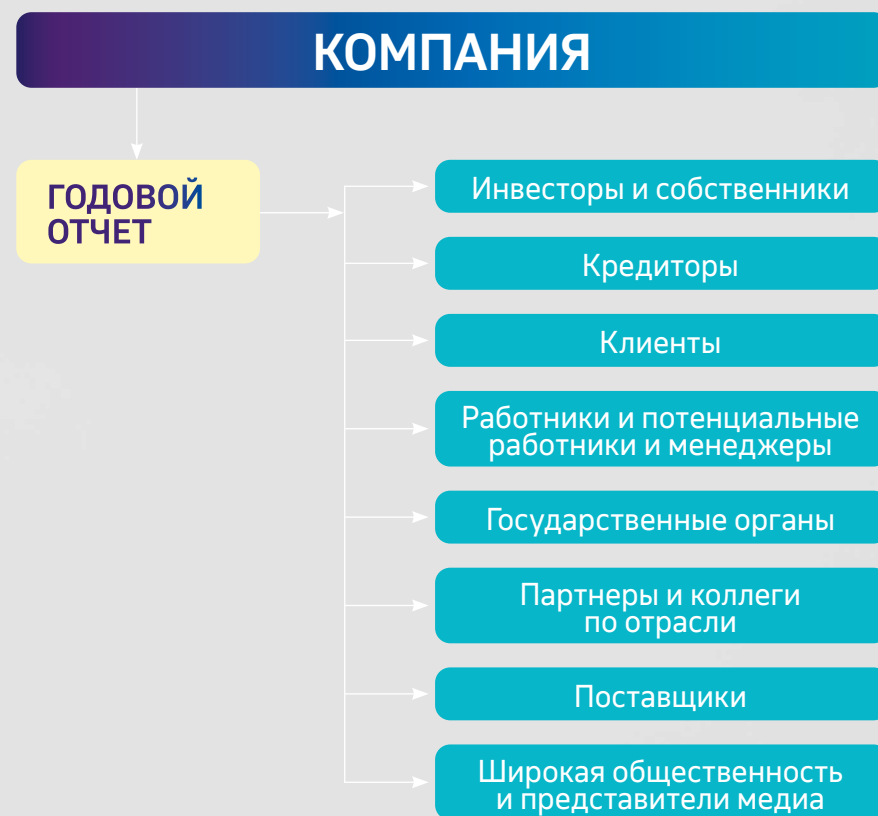 КОМПАНИЯ
ГОДОВОЙ
ОТЧЕТ
Инвесторы и собственники
Кредиторы
Клиенты
Работники и потенциальные
работники и менеджеры
Государственные органы
Партнеры и коллеги
по отрасли
Поставщики
Широкая общественность
и представители медиа